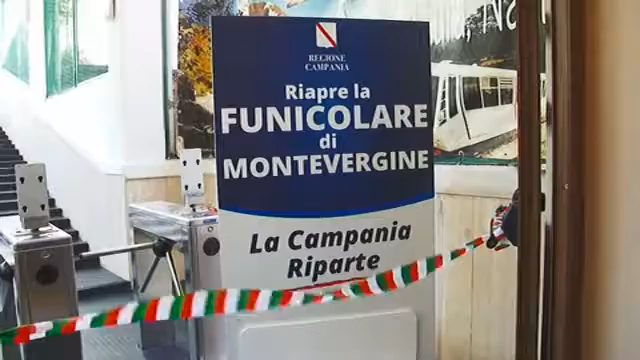 REGIONE
CAMPANIA
Riapre la
FUNICOLARE
di
MONTEVERGINE
La Campania
Riparte